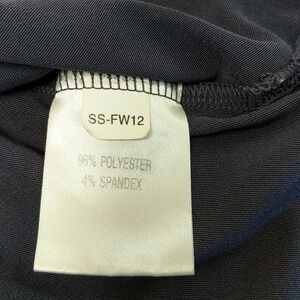 SS-FW12
96% POLYESTER
4% SPANDEX